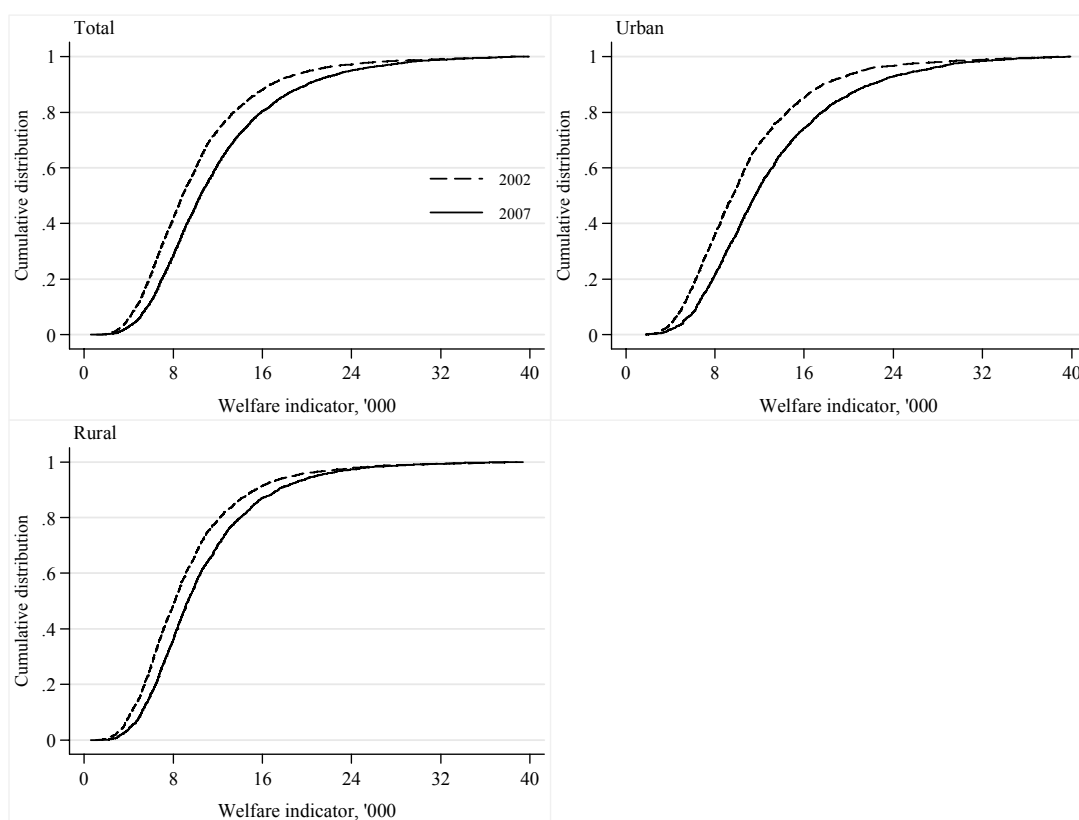 Total
Cumulative distribution
1
.8
.6
.4
.2
0
2002
2007
0 8 16 24 32 40
Welfare indicator, '000
Urban
Cumulative distribution
1
.8
.6
.4
.2
0
0 8 16 24 32 40
Welfare indicator, '000
Rural
Cumulative distribution
1
.8
.6
.4
.2
0
0 8 16 24 32 40
Welfare indicator, '000